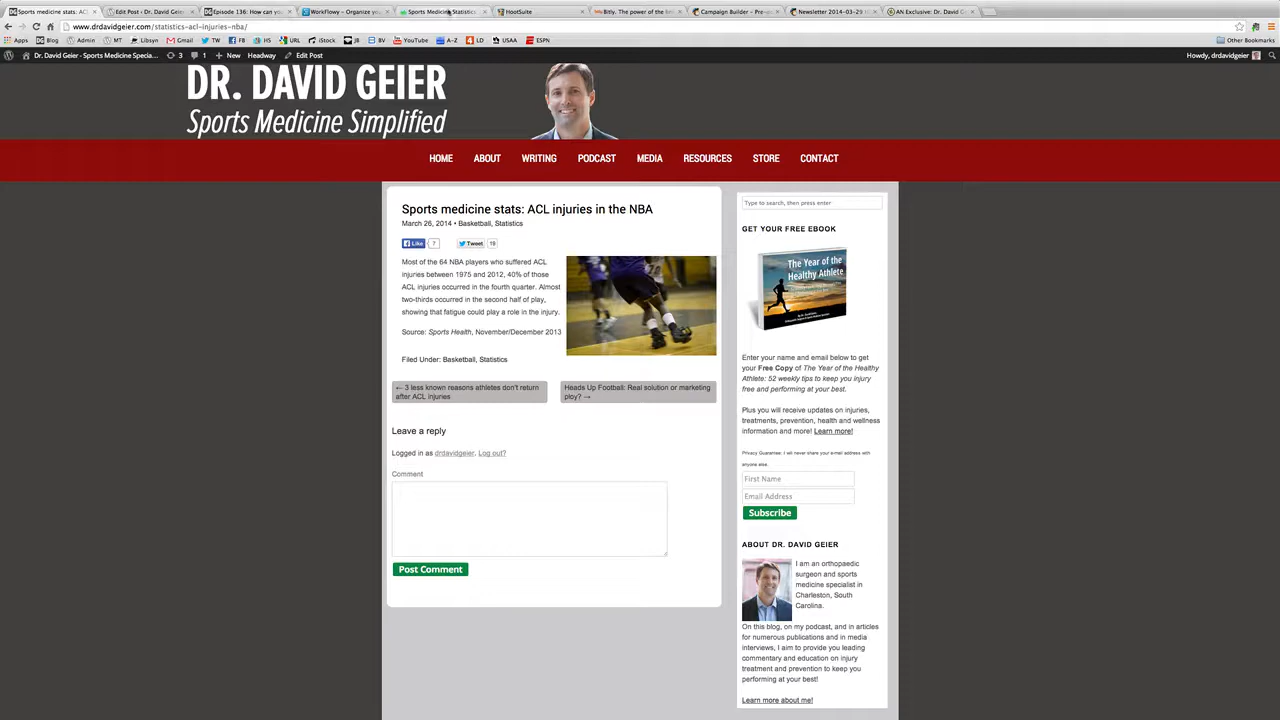 Sports medicine stats: ACL
Edit Post ‹ Dr. David Geier
Episode 136: How can you
WorkFlowy - Organize your
Sports Medicine Statistics
HootSuite
Bitly. The power of the link
Campaign Builder - Preview
Newsletter 2014-03-29
AN Exclusive: Dr. David G
www.drdavidgeier.com/statistics-acl-injuries-nba/
Apps Blog Admin MT Libsyn Gmail TW FB HS URL iStock JB BV YouTube A-Z LD USAA ESPN Other Bookmarks
Dr. David Geier - Sports Medicine Specia... 3 1 + New Headway Edit Post Howdy, drdavidgeier
DR. DAVID GEIER
Sports Medicine Simplified
HOME ABOUT WRITING PODCAST MEDIA RESOURCES STORE CONTACT
Sports medicine stats: ACL injuries in the NBA
March 26, 2014 • Basketball, Statistics
Like 7 Tweet 19
Most of the 64 NBA players who suffered ACL
injuries between 1975 and 2012, 40% of those
ACL injuries occurred in the fourth quarter. Almost
two-thirds occurred in the second half of play,
showing that fatigue could play a role in the injury.
Source: Sports Health, November/December 2013
Filed Under: Basketball, Statistics
← 3 less known reasons athletes don't return
after ACL injuries
Heads Up Football: Real solution or marketing
ploy? →
Leave a reply
Logged in as drdavidgeier. Log out?
Comment
Post Comment
Type to search, then press enter
GET YOUR FREE EBOOK
The Year of the
Healthy Athlete
Enter your name and email below to get
your Free Copy of The Year of the Healthy
Athlete: 52 weekly tips to keep you injury
free and performing at your best.
Plus you will receive updates on injuries,
treatments, prevention, health and wellness
information and more! Learn more!
Privacy Guarantee: I will never share your e-mail address with
anyone else.
First Name
Email Address
Subscribe
ABOUT DR. DAVID GEIER
I am an orthopaedic
surgeon and sports
medicine specialist in
Charleston, South
Carolina.
On this blog, on my podcast, and in articles
for numerous publications and in media
interviews, I aim to provide you leading
commentary and education on injury
treatment and prevention to keep you
performing at your best!
Learn more about me!